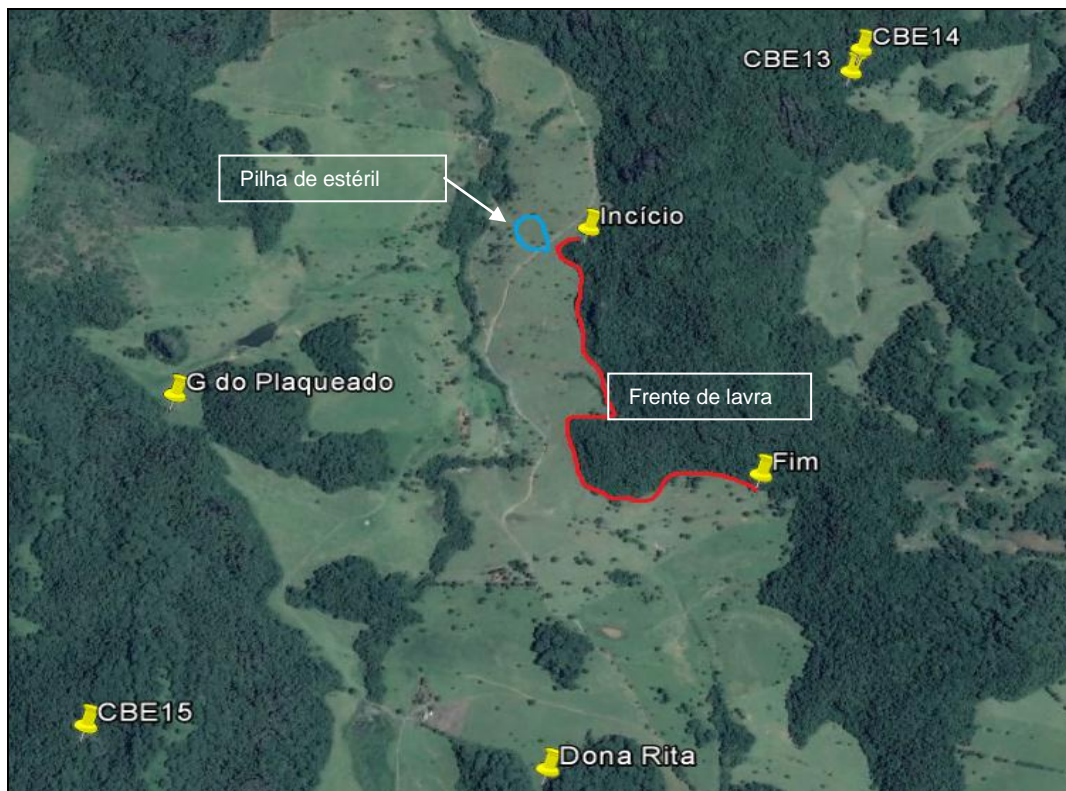 CBE14
CBE13
Pilha de estéril
Incício
G do Plaqueado
Frente de lavra
Fim
CBE15
Dona Rita